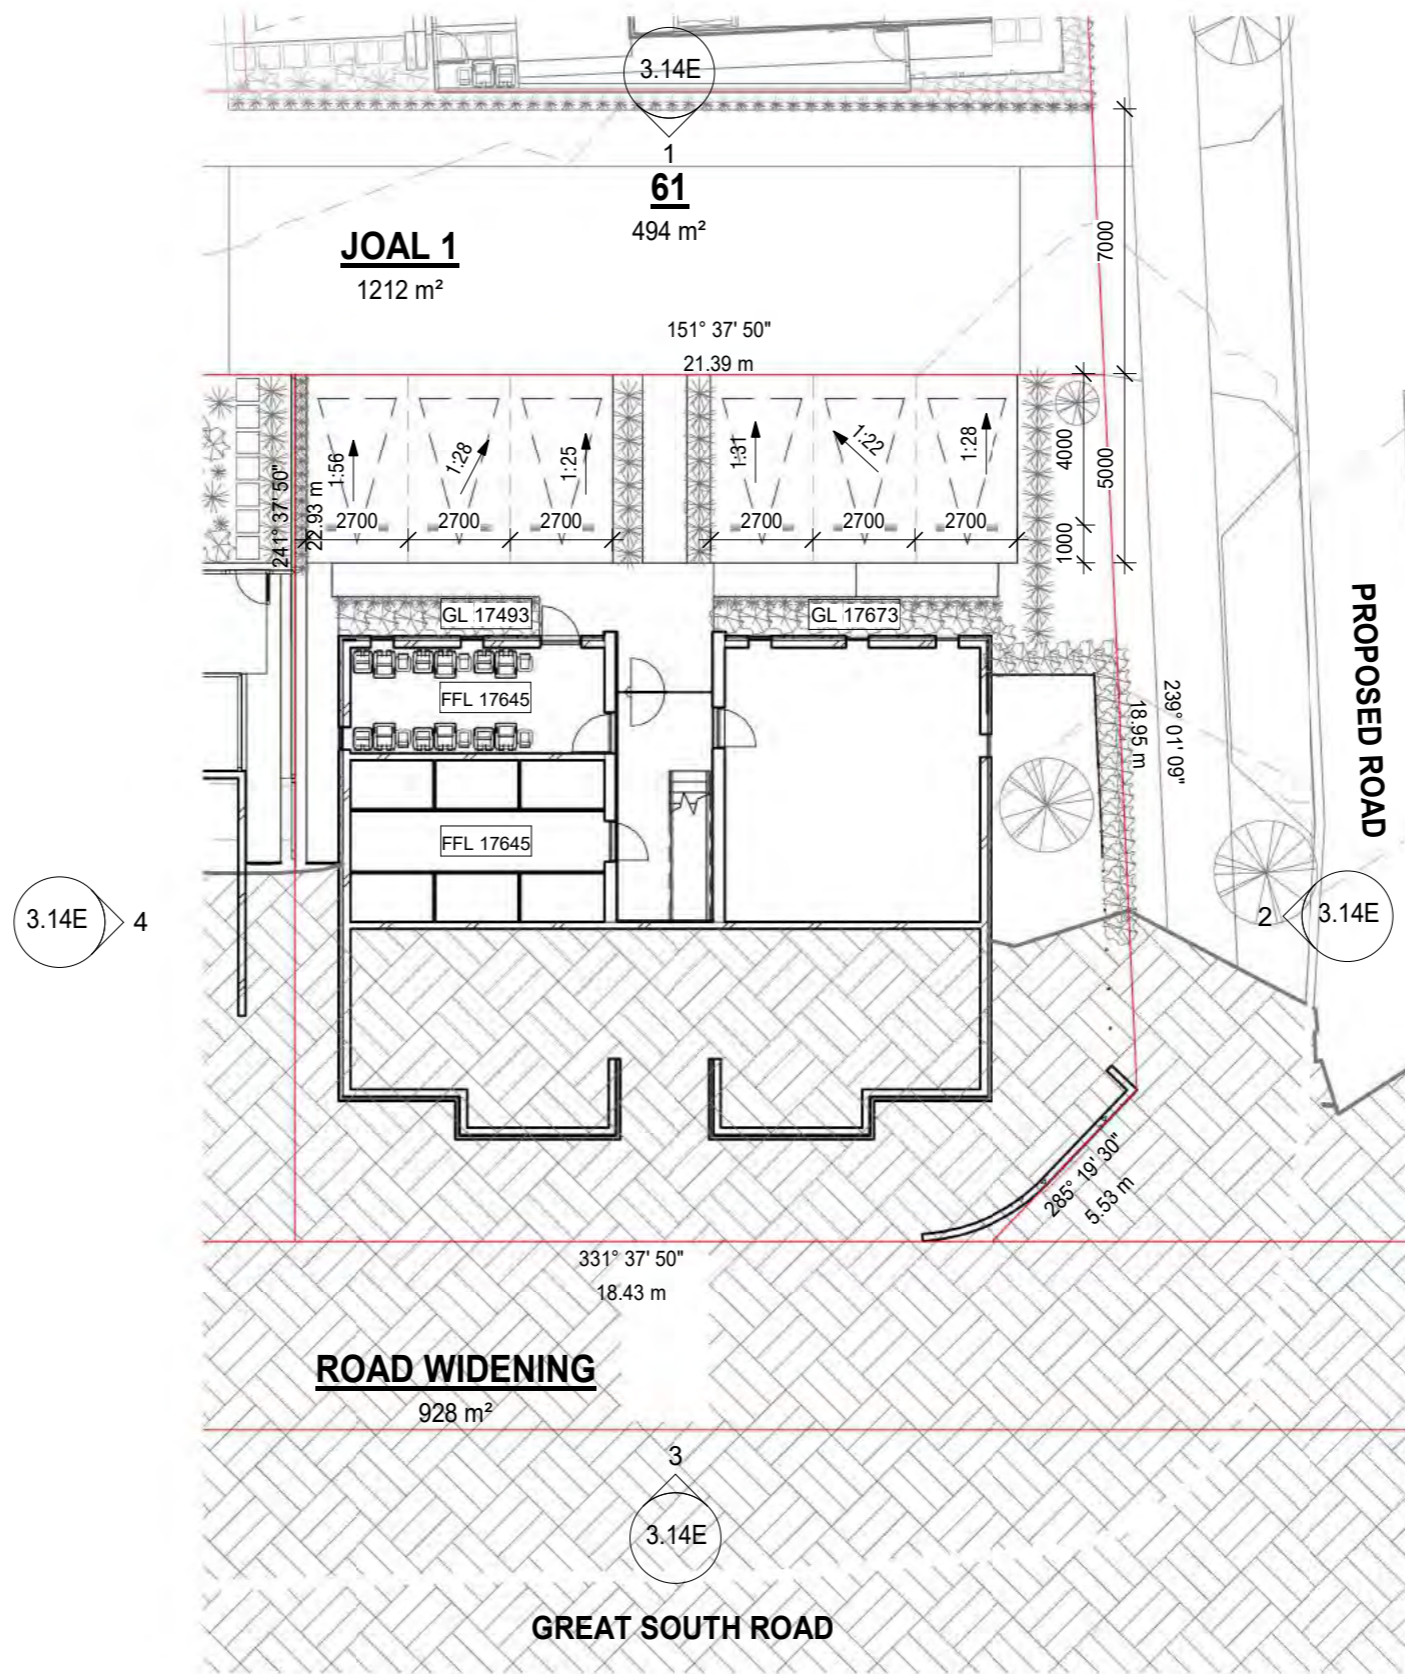 3.14E
1
61
494 m²
JOAL 1
1212 m²
7000
151° 37' 50"
21.39 m
1:56
1:28
1:25
1:31
1:22
1:28
4000
5000
1000
241° 37' 50"
22.93 m
2700
2700
2700
2700
2700
2700
GL 17493
GL 17673
FFL 17645
FFL 17645
239° 01' 09"
18.95 m
PROPOSED ROAD
3.14E
4
2
3.14E
285° 19' 30"
5.53 m
331° 37' 50"
18.43 m
ROAD WIDENING
928 m²
3
3.14E
GREAT SOUTH ROAD